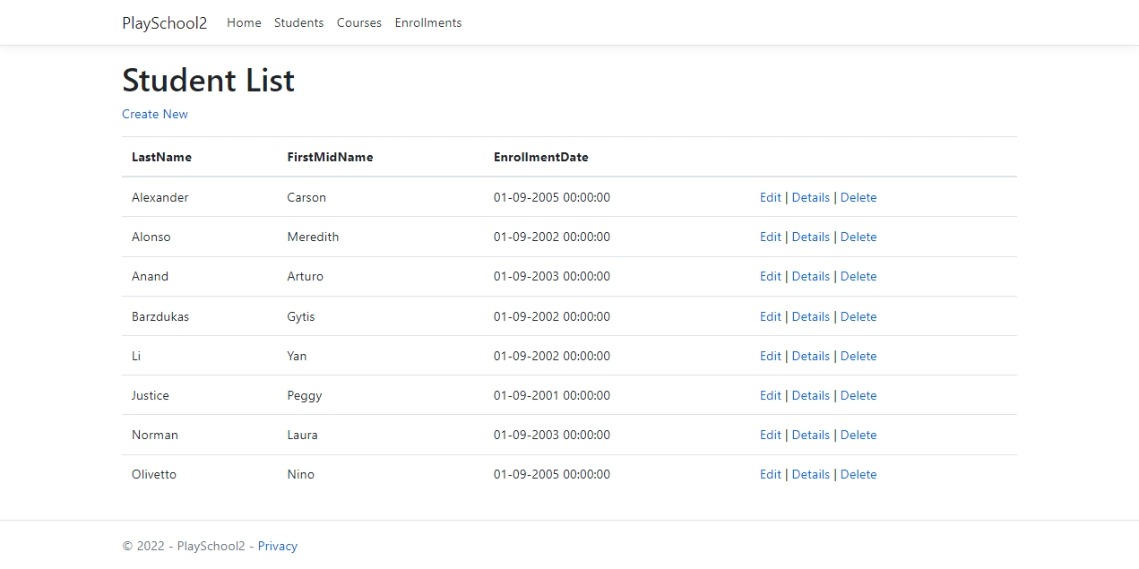 PlaySchool2 Home Students Courses Enrollments
Student List
Create New
LastName FirstMidName EnrollmentDate
Alexander Carson 01-09-2005 00:00:00 Edit | Details | Delete
Alonso Meredith 01-09-2002 00:00:00 Edit | Details | Delete
Anand Arturo 01-09-2003 00:00:00 Edit | Details | Delete
Barzdukas Gytis 01-09-2002 00:00:00 Edit | Details | Delete
Li Yan 01-09-2002 00:00:00 Edit | Details | Delete
Justice Peggy 01-09-2001 00:00:00 Edit | Details | Delete
Norman Laura 01-09-2003 00:00:00 Edit | Details | Delete
Olivetto Nino 01-09-2005 00:00:00 Edit | Details | Delete
© 2022 - PlaySchool2 - Privacy